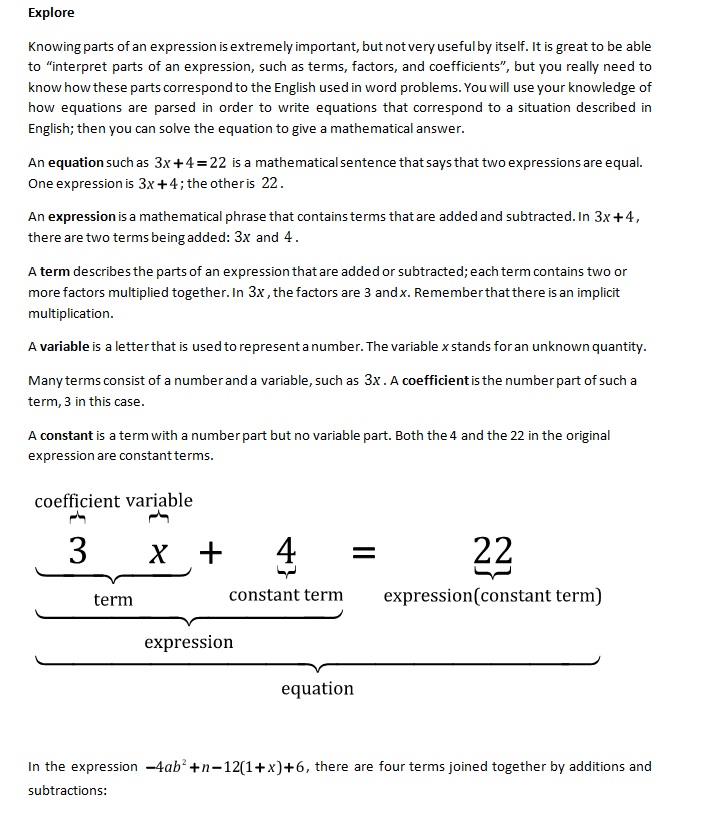 Explore
Knowing parts of an expression is extremely important, but not very useful by itself. It is great to be able
to “interpret parts of an expression, such as terms, factors, and coefficients”, but you really need to
know how these parts correspond to the English used in word problems. You will use your knowledge of
how equations are parsed in order to write equations that correspond to a situation described in
English; then you can solve the equation to give a mathematical answer.
An equation such as 3x+4=22 is a mathematical sentence that says that two expressions are equal.
One expression is 3x+4; the other is 22.
An expression is a mathematical phrase that contains terms that are added and subtracted. In 3x+4,
there are two terms being added: 3x and 4.
A term describes the parts of an expression that are added or subtracted; each term contains two or
more factors multiplied together. In 3x, the factors are 3 and x. Remember that there is an implicit
multiplication.
A variable is a letter that is used to represent a number. The variable x stands for an unknown quantity.
Many terms consist of a number and a variable, such as 3x. A coefficient is the number part of such a
term, 3 in this case.
A constant is a term with a number part but no variable part. Both the 4 and the 22 in the original
expression are constant terms.
coefficient variable
3 x + 4 = 22
term constant term expression(constant term)
expression
equation
In the expression −4ab²+n−12(1+x)+6, there are four terms joined together by additions and
subtractions: